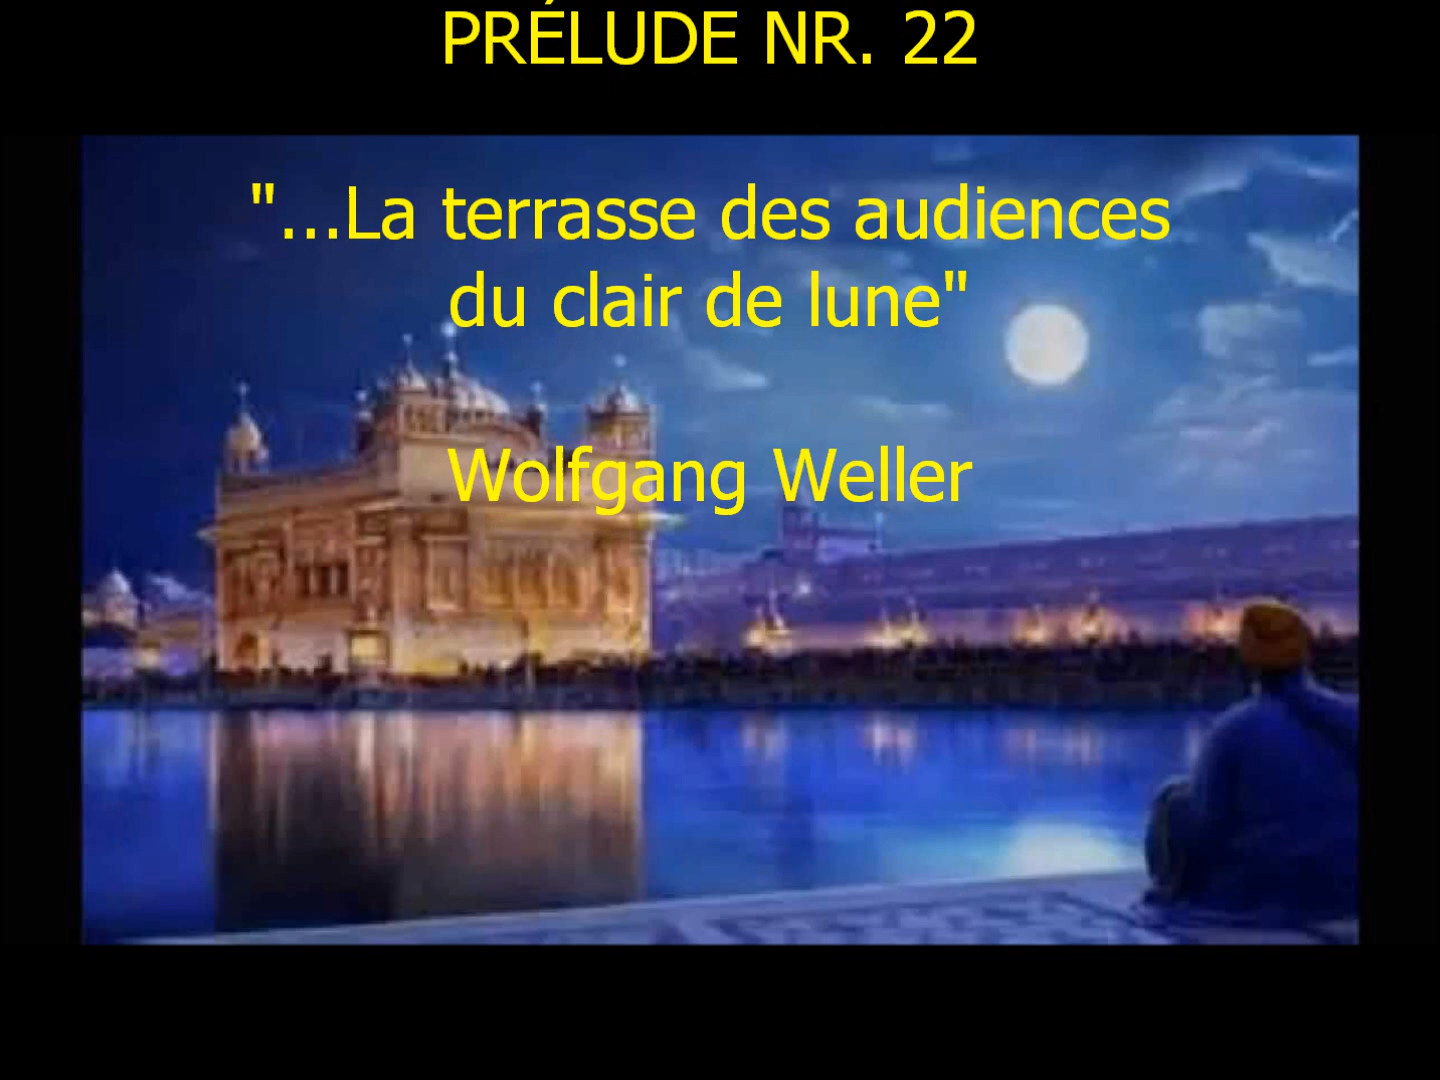 PRÉLUDE NR. 22
"...La terrasse des audiences
du clair de lune"
Wolfgang Weller